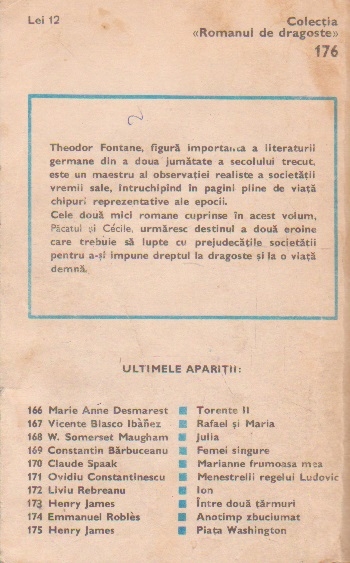 Lei 12
Colecția
«Romanul de dragoste»
176
Theodor Fontane, figură importantă a literaturii
germane din a doua jumătate a secolului trecut,
este un maestru al observației realiste a societății
vremii sale, întruchipînd în pagini pline de viață
chipuri reprezentative ale epocii.
Cele două mici romane cuprinse în acest volum,
Păcatul și Cécile, urmăresc destinul a două eroine
care trebuie să lupte cu prejudecățile societății
pentru a-și impune dreptul la dragoste și la o viață
demnă.
ULTIMELE APARIȚII:
166 Marie Anne Desmarest ■ Torente II
167 Vicente Blasco Ibáñez ■ Rafael și Maria
168 W. Somerset Maugham ■ Julia
169 Constantin Bărbuceanu ■ Femei singure
170 Claude Spaak ■ Marianne frumoasa mea
171 Ovidiu Constantinescu ■ Menestrelii regelui Ludovic
172 Liviu Rebreanu ■ Ion
173 Henry James ■ Între două țărmuri
174 Emmanuel Roblès ■ Anotimp zbuciumat
175 Henry James ■ Piața Washington